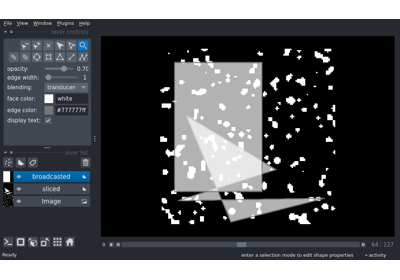 File View Window Plugins Help
layer controls
opacity: 0.70
edge width: 1
blending: translucer
face color: white
edge color: #777777ff
display text: ✓
layer list
broadcasted
sliced
Image
0 64 127
Ready enter a selection mode to edit shape properties activity